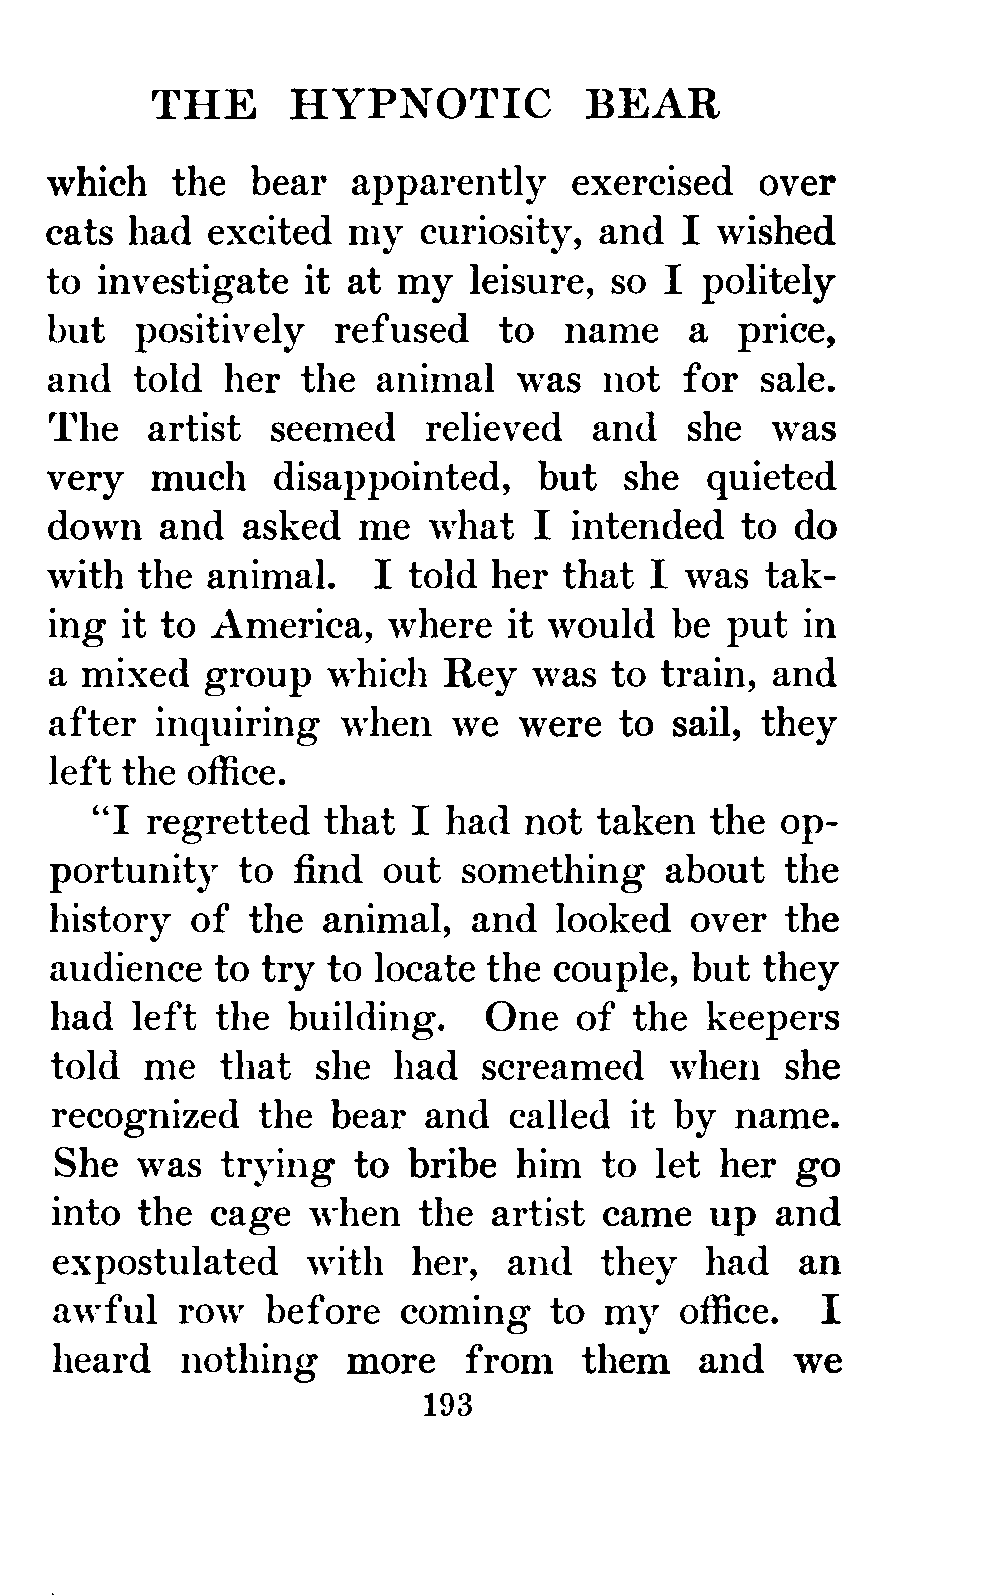 THE HYPNOTIC BEAR
which the bear apparently exercised over
cats had excited my curiosity, and I wished
to investigate it at my leisure, so I politely
but positively refused to name a price,
and told her the animal was not for sale.
The artist seemed relieved and she was
very much disappointed, but she quieted
down and asked me what I intended to do
with the animal. I told her that I was tak-
ing it to America, where it would be put in
a mixed group which Rey was to train, and
after inquiring when we were to sail, they
left the office.
“I regretted that I had not taken the op-
portunity to find out something about the
history of the animal, and looked over the
audience to try to locate the couple, but they
had left the building. One of the keepers
told me that she had screamed when she
recognized the bear and called it by name.
She was trying to bribe him to let her go
into the cage when the artist came up and
expostulated with her, and they had an
awful row before coming to my office. I
heard nothing more from them and we
193